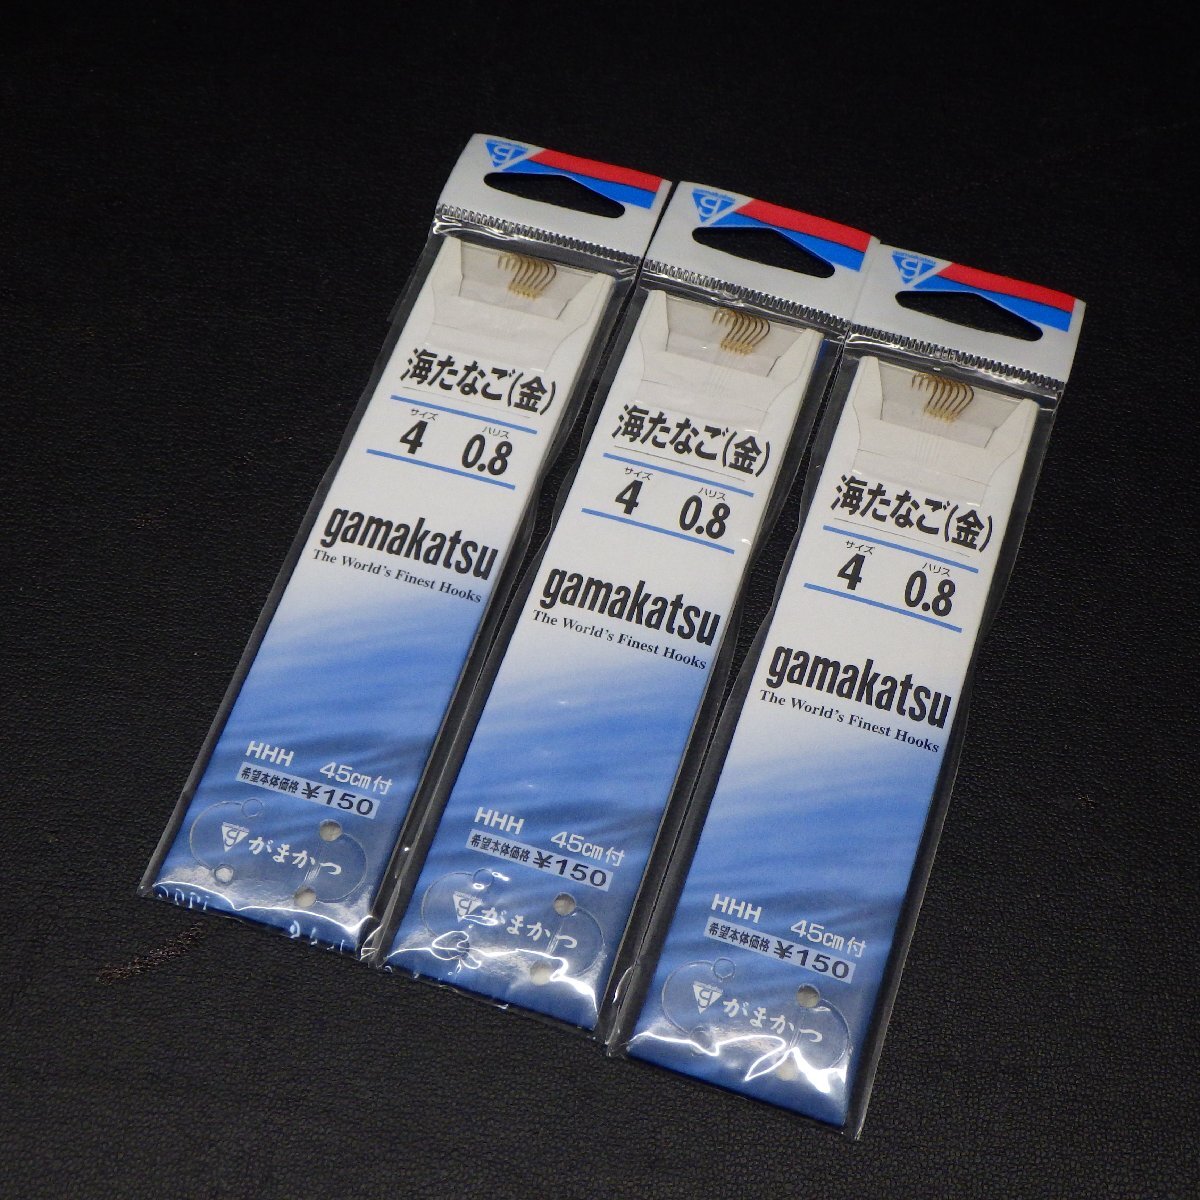 海たなご(金)
サイズ ハリス
4 0.8
gamakatsu
The World's Finest Hooks
HHH 45cm付
希望本体価格 ¥150
がまかつ
gamakatsu
海たなご(金)
サイズ ハリス
4 0.8
gamakatsu
The World's Finest Hooks
HHH 45cm付
希望本体価格 ¥150
がまかつ
海たなご(金)
サイズ ハリス
4 0.8
gamakatsu
The World's Finest Hooks
HHH 45cm付
希望本体価格 ¥150
がまかつ